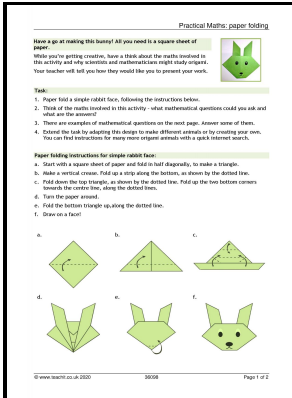 Practical Maths: paper folding
Have a go at making this bunny! All you need is a square sheet of
paper.
While you're getting creative, have a think about the maths involved in
this activity and why scientists and mathematicians might study origami.
Your teacher will tell you how they would like you to present your work.
Task:
1. Paper fold a simple rabbit face, following the instructions below.
2. Think of the maths involved in this activity - what mathematical questions could you ask and
what are the answers?
3. There are examples of mathematical questions on the next page. Answer some of them.
4. Extend the task by adapting this design to make different animals or by creating your own.
You can find instructions for many more origami animals with a quick internet search.
Paper folding instructions for simple rabbit face:
a. Start with a square sheet of paper and fold in half diagonally, to make a triangle.
b. Make a vertical crease. Fold up a strip along the bottom, as shown by the dotted line.
c. Fold down the top triangle, as shown by the dotted line. Fold up the two bottom corners
towards the centre line, along the dotted lines.
d. Turn the paper around.
e. Fold the bottom triangle up,along the dotted line.
f. Draw on a face!
a. b. c.
d. e. f.
© www.teachit.co.uk 2020 36098 Page 1 of 2